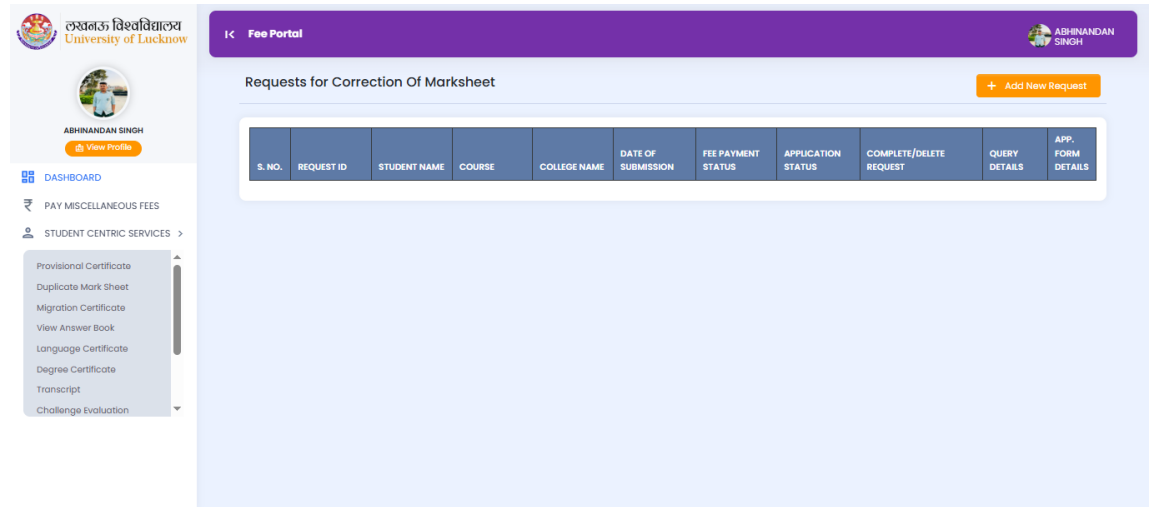 लखनऊ विश्वविद्यालय
University of Lucknow
ABHINANDAN SINGH
View Profile
DASHBOARD
₹ PAY MISCELLANEOUS FEES
STUDENT CENTRIC SERVICES >
Provisional Certificate
Duplicate Mark Sheet
Migration Certificate
View Answer Book
Language Certificate
Degree Certificate
Transcript
Challenge Evaluation
Fee Portal
ABHINANDAN
SINGH
Requests for Correction Of Marksheet
+ Add New Request
S. NO.
REQUEST ID
STUDENT NAME
COURSE
COLLEGE NAME
DATE OF
SUBMISSION
FEE PAYMENT
STATUS
APPLICATION
STATUS
COMPLETE/DELETE
REQUEST
QUERY
DETAILS
APP.
FORM
DETAILS